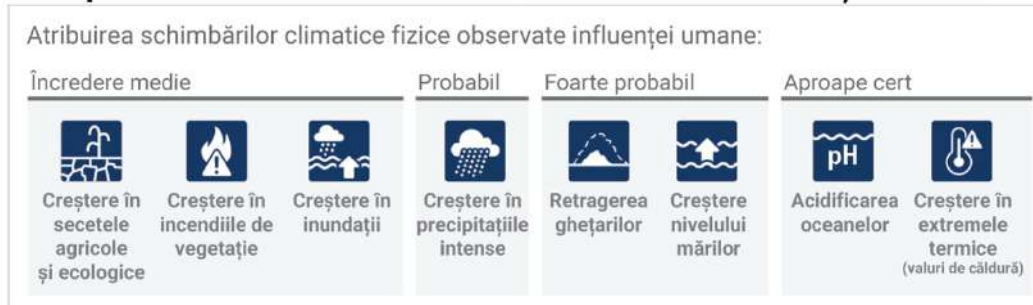 Atribuirea schimbărilor climatice fizice observate influenței umane:
Încredere medie
Probabil
Foarte probabil
Aproape cert
pH
Creștere în
secetele
agricole
și ecologice
Creștere în
incendiile de
vegetație
Creștere în
inundații
Creștere în
precipitațiile
intense
Retragerea
ghețarilor
Creștere
nivelului
mărilor
Acidificarea
oceanelor
Creștere în
extremele
termice
(valuri de căldură)